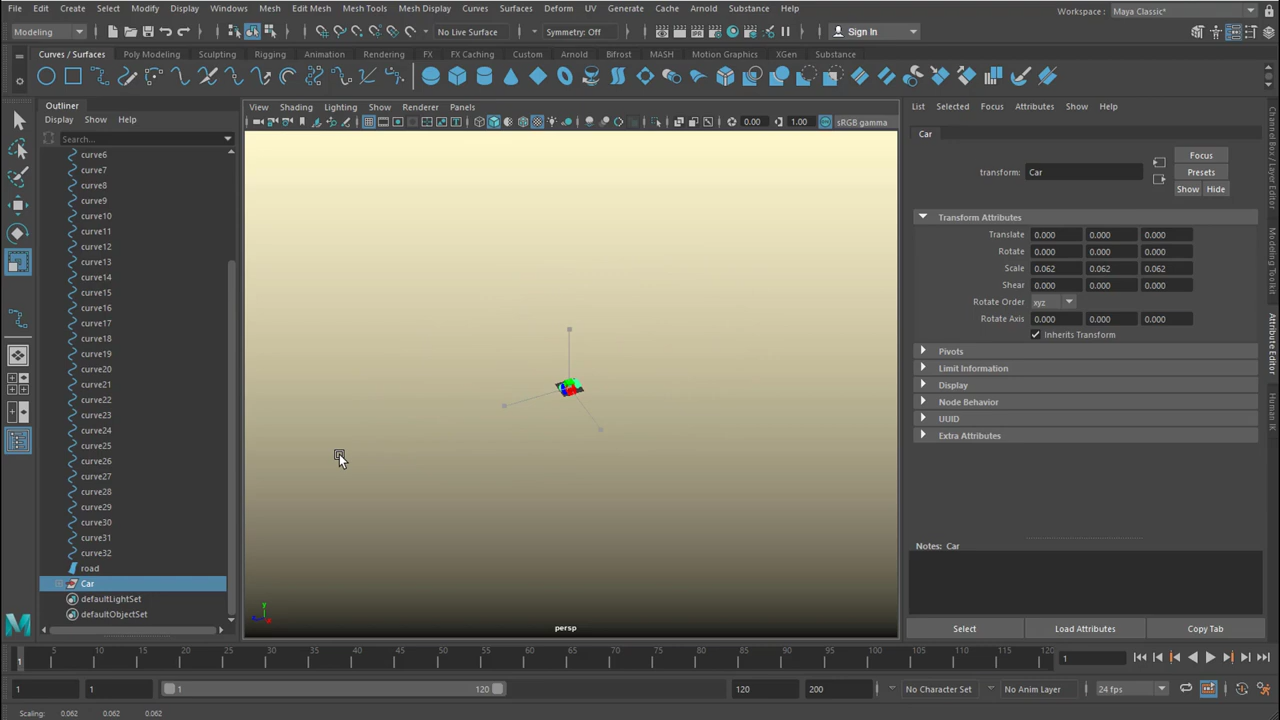 File Edit Create Select Modify Display Windows Mesh Edit Mesh Mesh Tools Mesh Display Curves Surfaces Deform UV Generate Cache Arnold Substance Help Workspace : Maya Classic*
Modeling No Live Surface Symmetry: Off Sign In
Curves / Surfaces Poly Modeling Sculpting Rigging Animation Rendering FX FX Caching Custom Arnold Bifrost MASH Motion Graphics XGen Substance
Outliner
Display Show Help
Search...
curve6
curve7
curve8
curve9
curve10
curve11
curve12
curve13
curve14
curve15
curve16
curve17
curve18
curve19
curve20
curve21
curve22
curve23
curve24
curve25
curve26
curve27
curve28
curve29
curve30
curve31
curve32
road
Car
defaultLightSet
defaultObjectSet
View Shading Lighting Show Renderer Panels
0.00 1.00 sRGB gamma
persp
List Selected Focus Attributes Show Help
Car
Focus
transform: Car
Presets
Show Hide
Transform Attributes
Translate 0.000 0.000 0.000
Rotate 0.000 0.000 0.000
Scale 0.062 0.062 0.062
Shear 0.000 0.000 0.000
Rotate Order xyz
Rotate Axis 0.000 0.000 0.000
Inherits Transform
Pivots
Limit Information
Display
Node Behavior
UUID
Extra Attributes
Notes: Car
Select Load Attributes Copy Tab
Channel Box / Layer Editor
Modeling Toolkit
Attribute Editor
Human IK
1 5 10 15 20 25 30 35 40 45 50 55 60 65 70 75 80 85 90 95 100 105 110 115 120 1
1 1 1 120 120 200 No Character Set No Anim Layer 24 fps
Scaling: 0.062 0.062 0.062